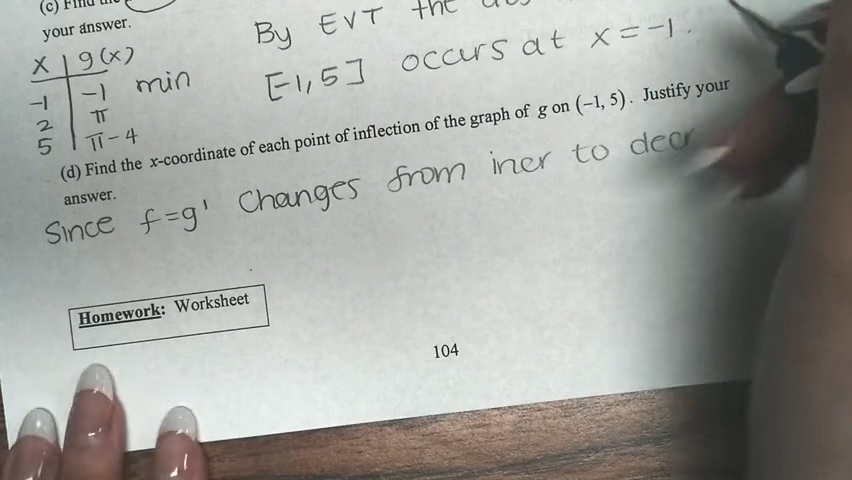 (c) Find the
your answer.
By EVT the
x | g(x)
-1 | -1 min
2 | π
5 | π-4
[-1,5] occurs at x=-1.
(d) Find the x-coordinate of each point of inflection of the graph of g on (−1, 5). Justify your
answer.
Since f=g' changes from incr to decr
Homework: Worksheet
104